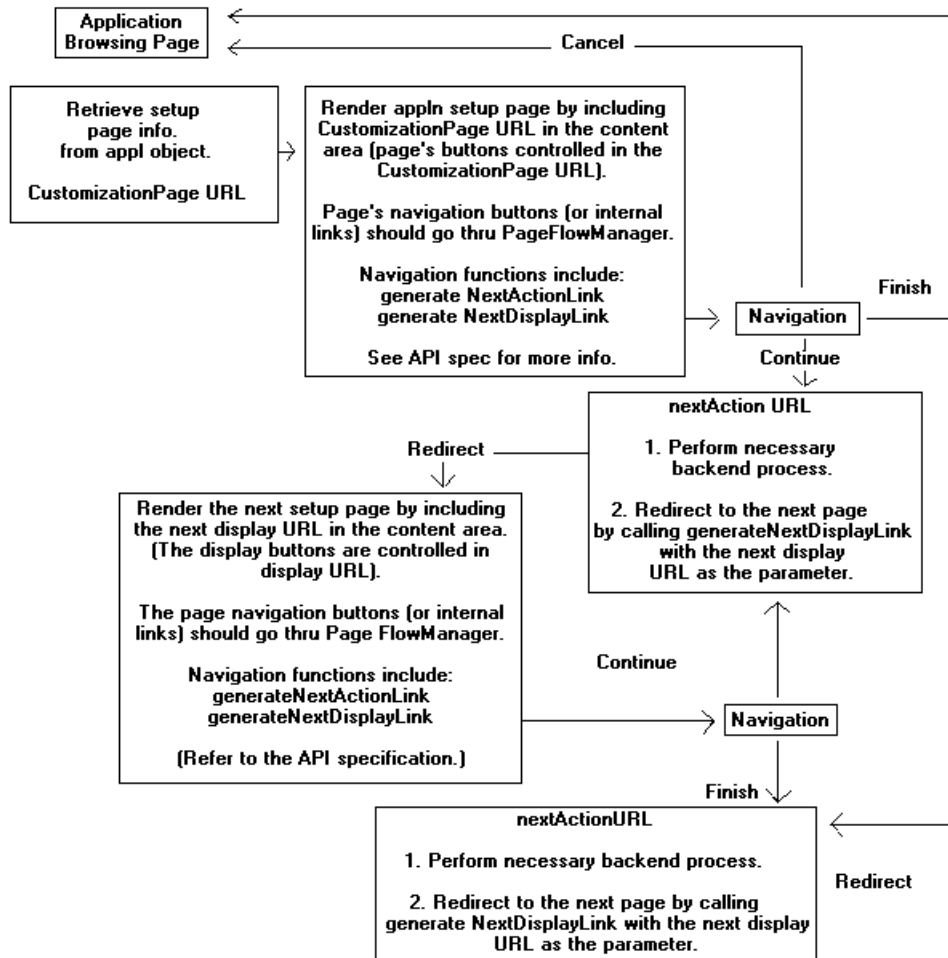 Application
Browsing Page
Cancel
Retrieve setup
page info.
from appl object.
CustomizationPage URL
Render appln setup page by including
CustomizationPage URL in the content
area (page's buttons controlled in the
CustomizationPage URL).
Page's navigation buttons (or internal
links) should go thru PageFlowManager.
Navigation functions include:
generate NextActionLink
generate NextDisplayLink
See API spec for more info.
Finish
Navigation
Continue
nextAction URL
1. Perform necessary
backend process.
2. Redirect to the next page
by calling generateNextDisplayLink
with the next display
URL as the parameter.
Redirect
Render the next setup page by including
the next display URL in the content area.
(The display buttons are controlled in
display URL).
The page navigation buttons (or internal
links) should go thru Page FlowManager.
Navigation functions include:
generateNextActionLink
generateNextDisplayLink
(Refer to the API specification.)
Continue
Navigation
Finish
nextActionURL
1. Perform necessary backend process.
2. Redirect to the next page by calling
generate NextDisplayLink with the next display
URL as the parameter.
Redirect